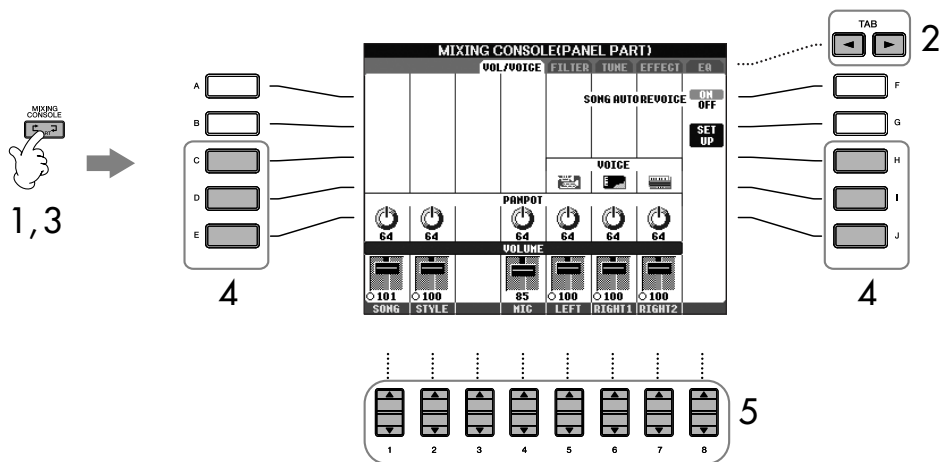 TAB
2
MIXING CONSOLE(PANEL PART)
VOL/VOICE FILTER TUNE EFFECT EQ
A
F
SONG AUTO REVOICE ON
OFF
MIXING
CONSOLE
B
G
SET
UP
PART
C
H
VOICE
D
I
PANPOT
1,3
E
J
64 64 64 64 64 64
VOLUME
4
4
101 100 85 100 100 100
SONG STYLE MIC LEFT RIGHT1 RIGHT2
5
1 2 3 4 5 6 7 8